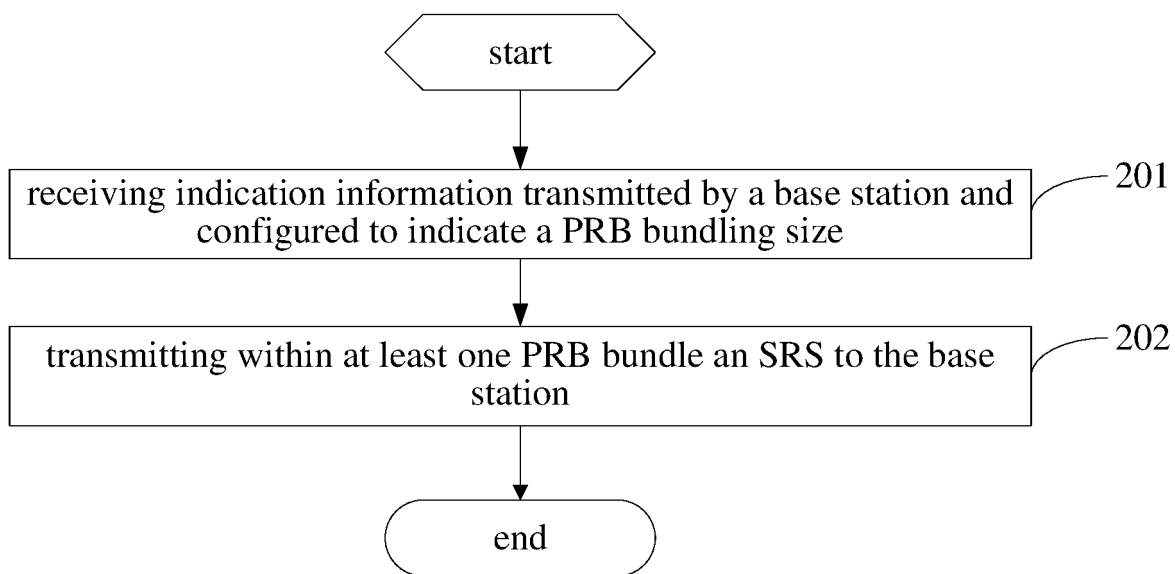 start
receiving indication information transmitted by a base station and
configured to indicate a PRB bundling size
201
transmitting within at least one PRB bundle an SRS to the base
station
202
end